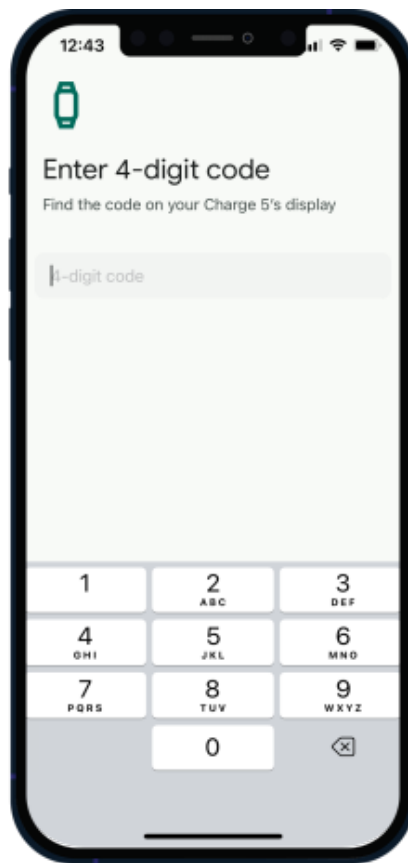 12:43
Enter 4-digit code
Find the code on your Charge 5's display
4-digit code
1
2
ABC
3
DEF
4
GHI
5
JKL
6
MNO
7
PQRS
8
TUV
9
WXYZ
0